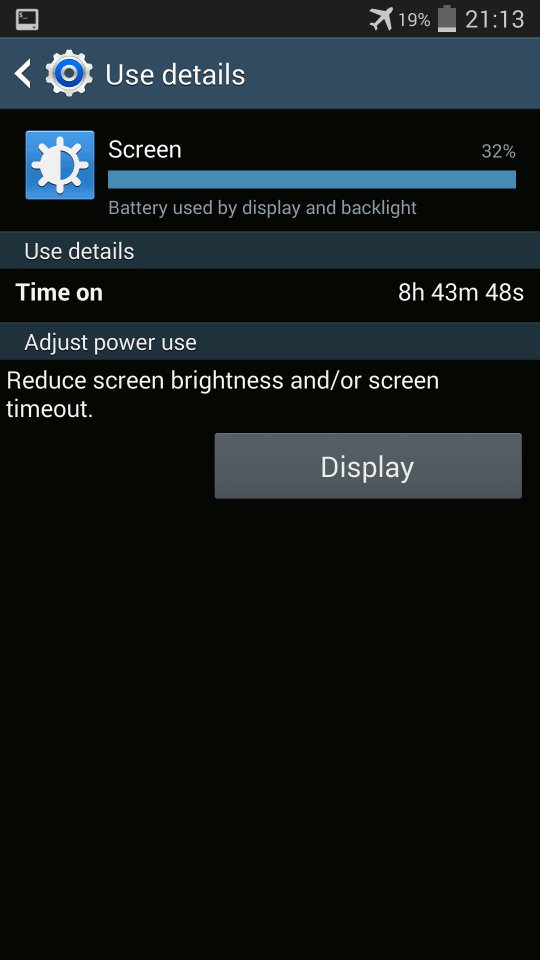 19% 21:13
Use details
Screen 32%
Battery used by display and backlight
Use details
Time on 8h 43m 48s
Adjust power use
Reduce screen brightness and/or screen
timeout.
Display